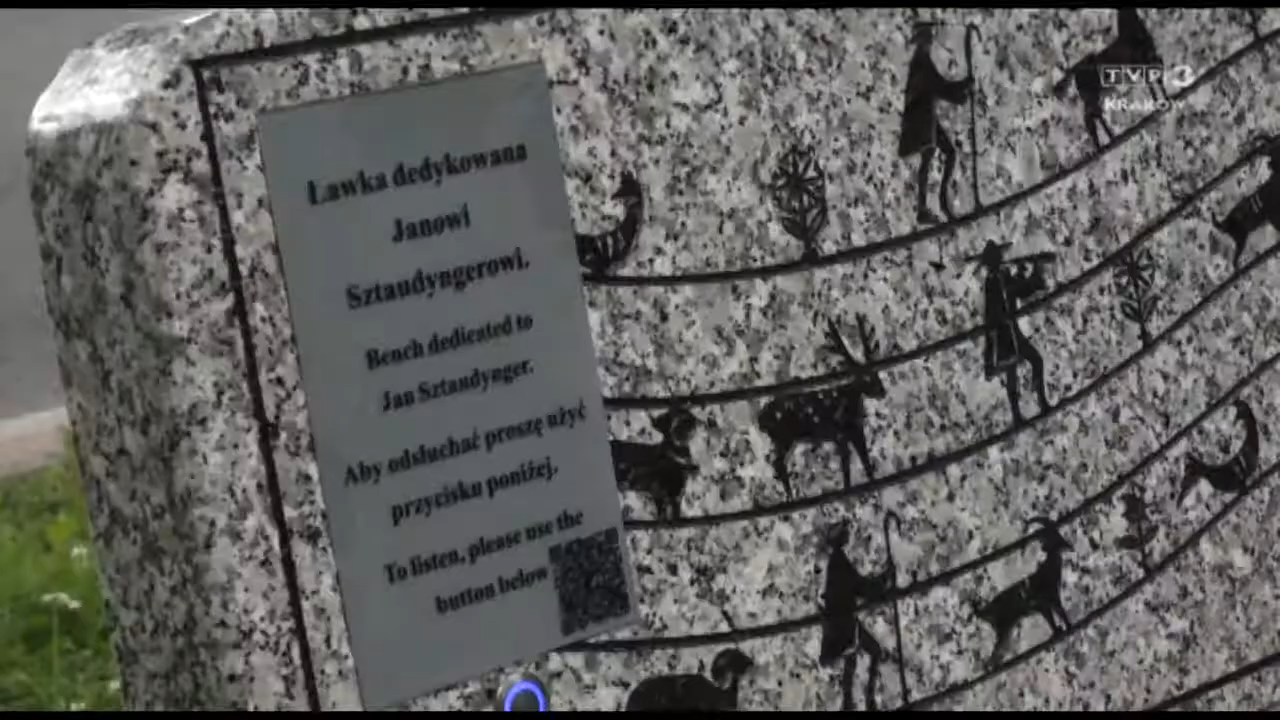 Ławka dedykowana
Janowi
Sztaudyngerowi.
Bench dedicated to
Jan Sztaudynger.
Aby odsłuchać proszę użyć
przycisku poniżej.
To listen, please use the
button below
TVP3
KRAKÓW